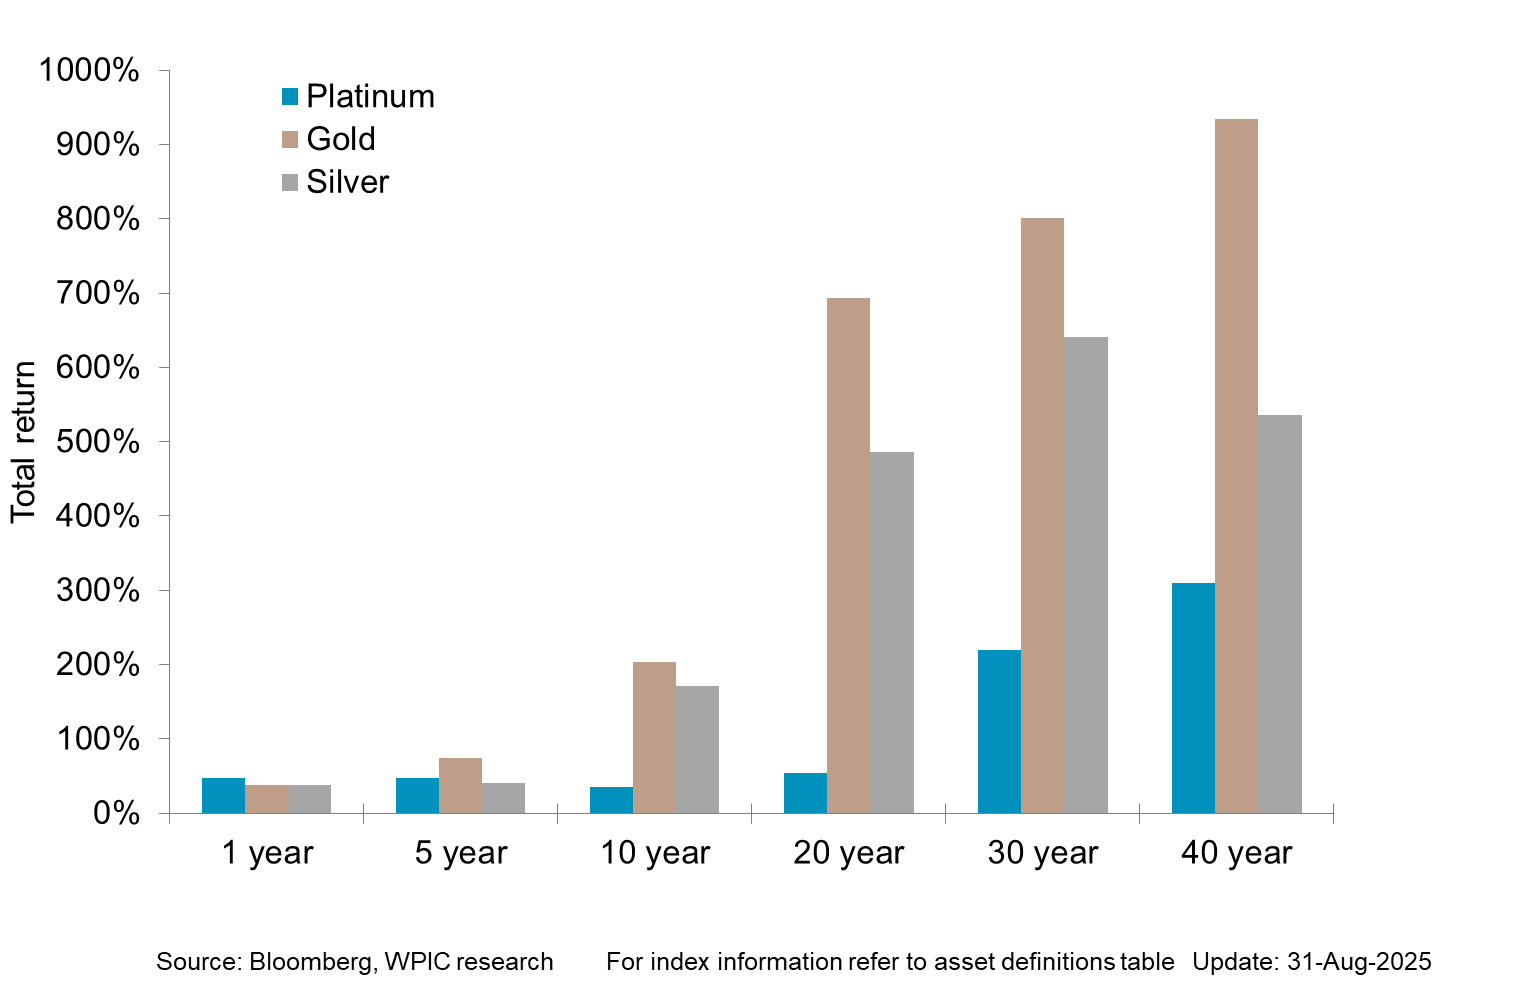 1000%
900%
800%
700%
600%
500%
400%
300%
200%
100%
0%
Total return
Platinum
Gold
Silver
1 year
5 year
10 year
20 year
30 year
40 year
Source: Bloomberg, WPIC research
For index information refer to asset definitions table
Update: 31-Aug-2025